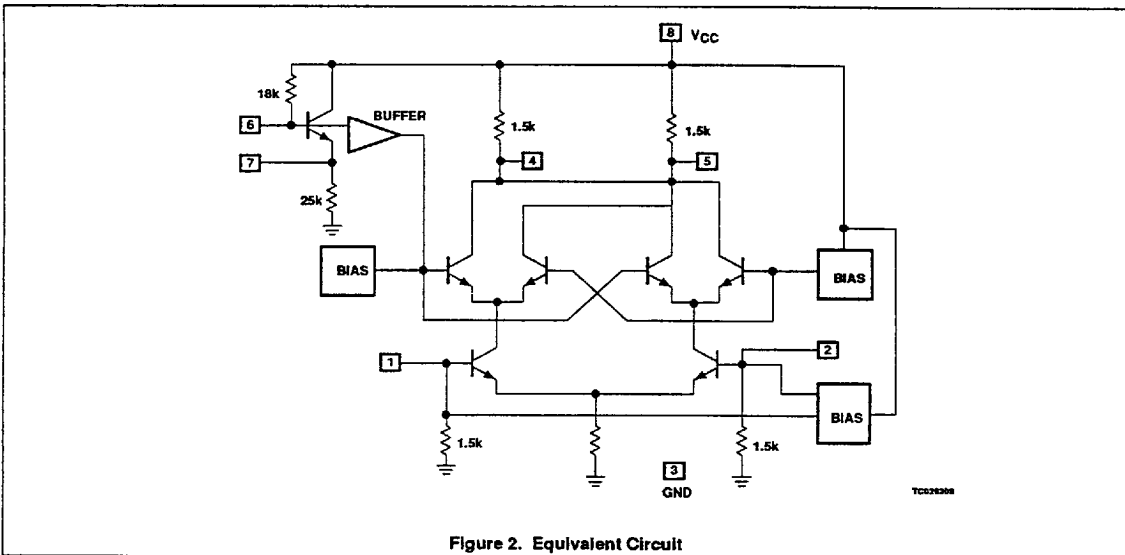 8 VCC
18k
BUFFER
6
1.5k
1.5k
7
4
5
25k
BIAS
BIAS
1
2
BIAS
1.5k
1.5k
3
GND
Figure 2. Equivalent Circuit